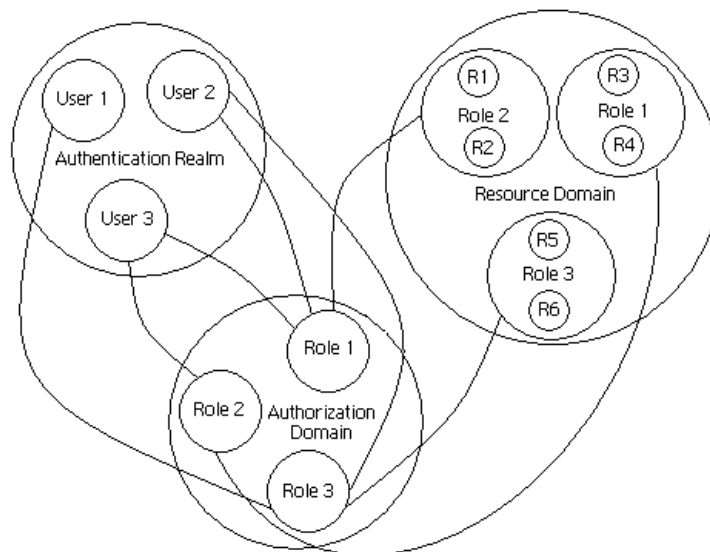 User 1
User 2
Authentication Realm
User 3
R1
Role 2
R2
R3
Role 1
R4
Resource Domain
R5
Role 3
R6
Role 1
Role 2
Authorization
Domain
Role 3